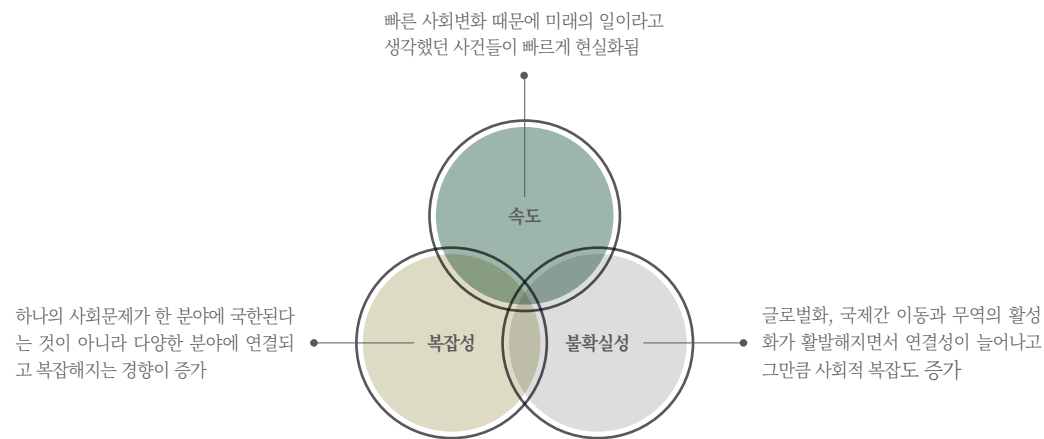 빠른 사회변화 때문에 미래의 일이라고
생각했던 사건들이 빠르게 현실화됨
속도
하나의 사회문제가 한 분야에 국한된다
는 것이 아니라 다양한 분야에 연결되
고 복잡해지는 경향이 증가
복잡성
불확실성
글로벌화, 국제간 이동과 무역의 활성
화가 활발해지면서 연결성이 늘어나고
그만큼 사회적 복잡도 증가